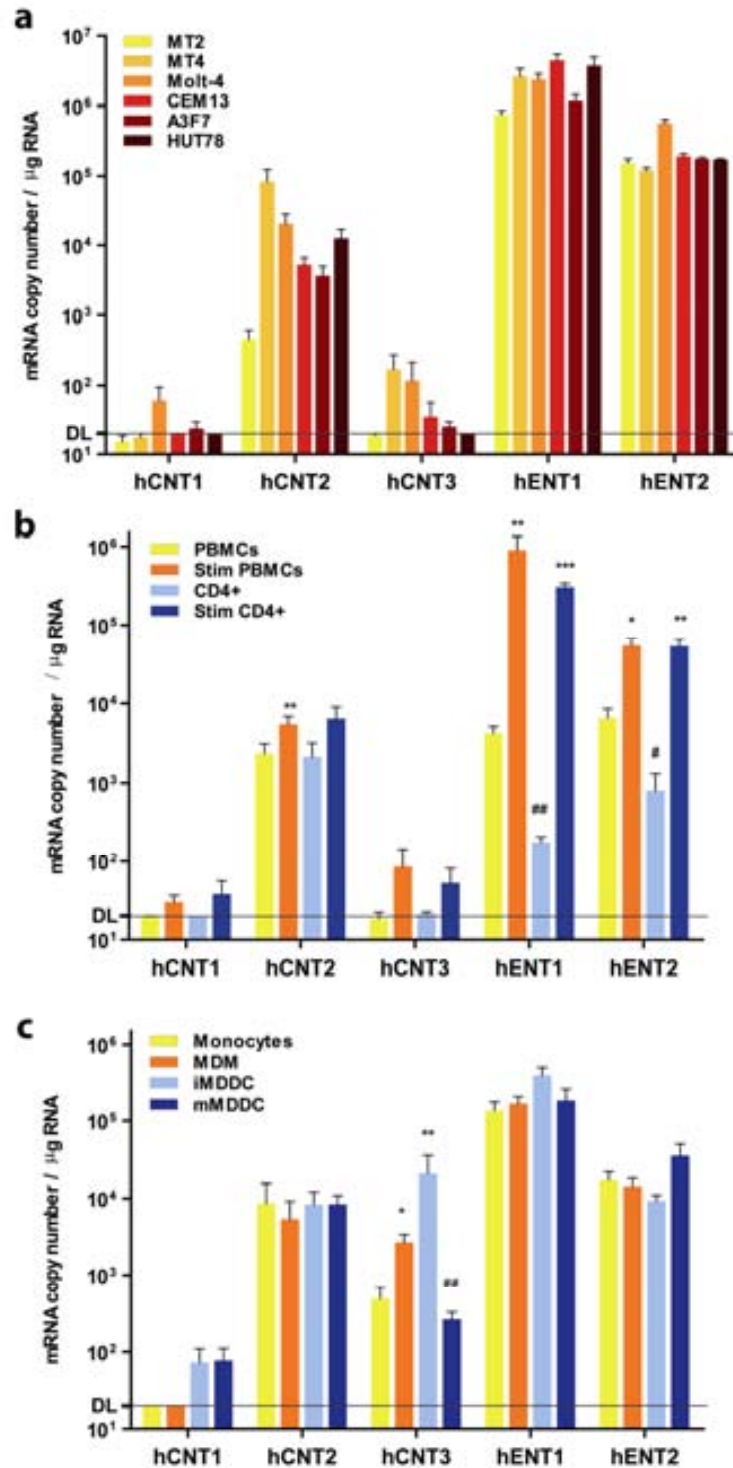 a
mRNA copy number / µg RNA
10⁷
10⁶
10⁵
10⁴
10³
10²
DL
10¹
MT2
MT4
Molt-4
CEM13
A3F7
HUT78
hCNT1 hCNT2 hCNT3 hENT1 hENT2
b
mRNA copy number / µg RNA
10⁶
10⁵
10⁴
10³
10²
DL
10¹
PBMCs
Stim PBMCs
CD4+
Stim CD4+
**
**
##
***
*
#
**
hCNT1 hCNT2 hCNT3 hENT1 hENT2
c
mRNA copy number / µg RNA
10⁶
10⁵
10⁴
10³
10²
DL
10¹
Monocytes
MDM
iMDDC
mMDDC
*
**
##
hCNT1 hCNT2 hCNT3 hENT1 hENT2